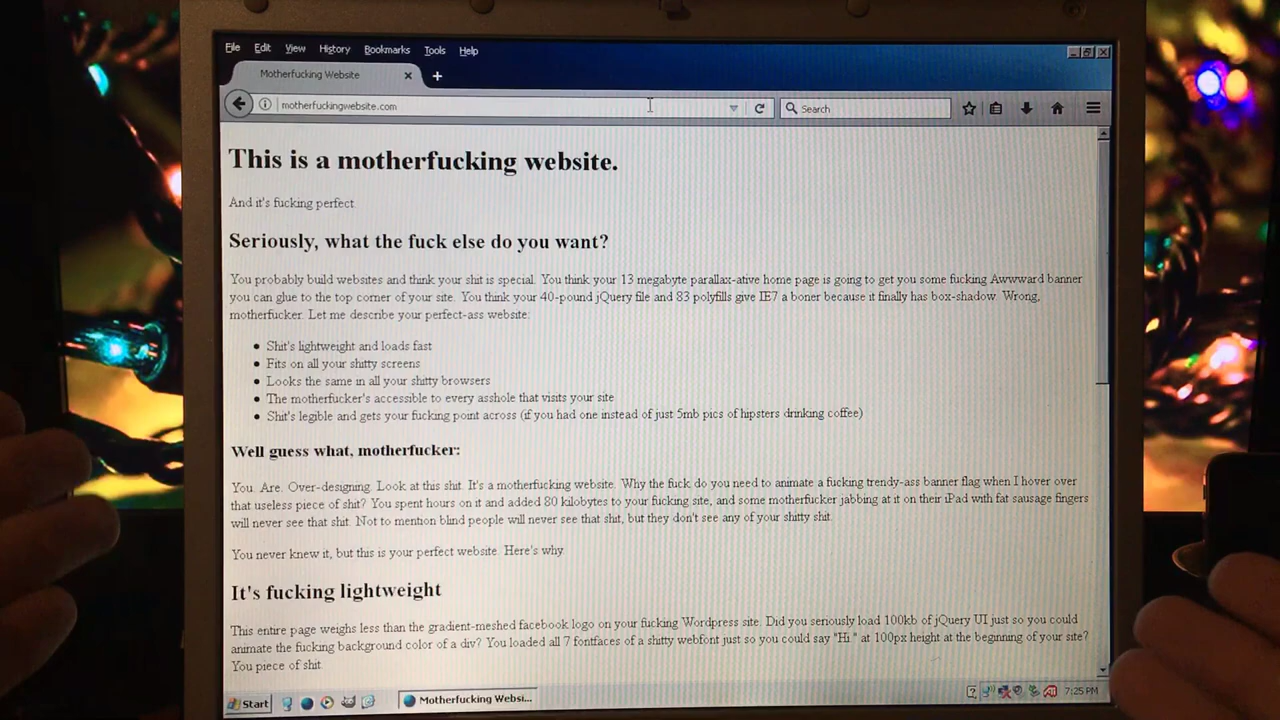 File Edit View History Bookmarks Tools Help
Motherfucking Website
motherfuckingwebsite.com
Search
This is a motherfucking website.
And it's fucking perfect.
Seriously, what the fuck else do you want?
You probably build websites and think your shit is special. You think your 13 megabyte parallax-ative home page is going to get you some fucking Awwward banner
you can glue to the top corner of your site. You think your 40-pound jQuery file and 83 polyfills give IE7 a boner because it finally has box-shadow. Wrong,
motherfucker. Let me describe your perfect-ass website:
Shit's lightweight and loads fast
Fits on all your shitty screens
Looks the same in all your shitty browsers
The motherfucker's accessible to every asshole that visits your site
Shit's legible and gets your fucking point across (if you had one instead of just 5mb pics of hipsters drinking coffee)
Well guess what, motherfucker:
You. Are. Over-designing. Look at this shit. It's a motherfucking website. Why the fuck do you need to animate a fucking trendy-ass banner flag when I hover over
that useless piece of shit? You spent hours on it and added 80 kilobytes to your fucking site, and some motherfucker jabbing at it on their iPad with fat sausage fingers
will never see that shit. Not to mention blind people will never see that shit, but they don't see any of your shitty shit.
You never knew it, but this is your perfect website. Here's why.
It's fucking lightweight
This entire page weighs less than the gradient-meshed facebook logo on your fucking Wordpress site. Did you seriously load 100kb of jQuery UI just so you could
animate the fucking background color of a div? You loaded all 7 fontfaces of a shitty webfont just so you could say "Hi." at 100px height at the beginning of your site?
You piece of shit.
Start Motherfucking Websi... 7:25 PM